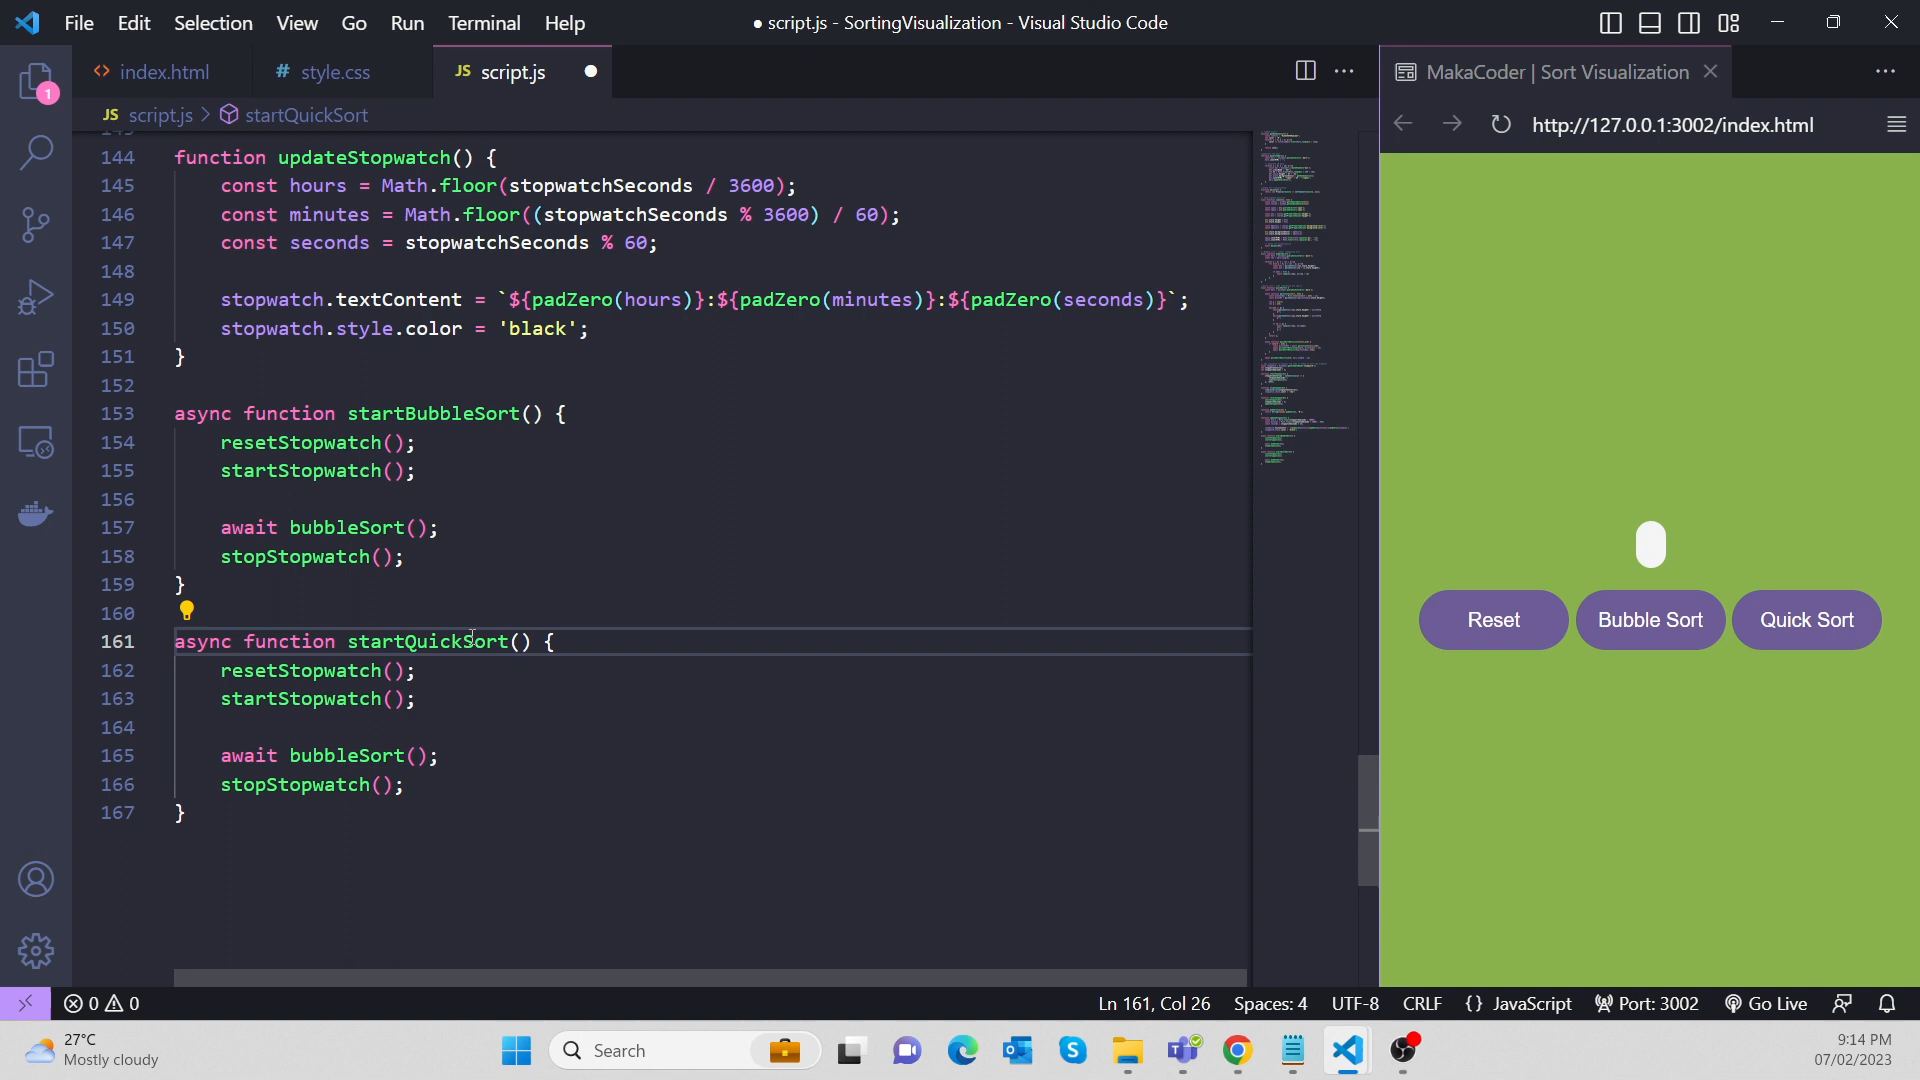 File Edit Selection View Go Run Terminal Help
● script.js - SortingVisualization - Visual Studio Code
index.html
# style.css
JS script.js
MakaCoder | Sort Visualization
JS script.js > startQuickSort
http://127.0.0.1:3002/index.html
1
144 function updateStopwatch() {
145 const hours = Math.floor(stopwatchSeconds / 3600);
146 const minutes = Math.floor((stopwatchSeconds % 3600) / 60);
147 const seconds = stopwatchSeconds % 60;
148
149 stopwatch.textContent = `${padZero(hours)}:${padZero(minutes)}:${padZero(seconds)}`;
150 stopwatch.style.color = 'black';
151 }
152
153 async function startBubbleSort() {
154 resetStopwatch();
155 startStopwatch();
156
157 await bubbleSort();
158 stopStopwatch();
159 }
160
161 async function startQuickSort() {
162 resetStopwatch();
163 startStopwatch();
164
165 await bubbleSort();
166 stopStopwatch();
167 }
Reset
Bubble Sort
Quick Sort
0 0
Ln 161, Col 26 Spaces: 4 UTF-8 CRLF {} JavaScript Port: 3002 Go Live
27°C
Mostly cloudy
Search
9:14 PM
07/02/2023